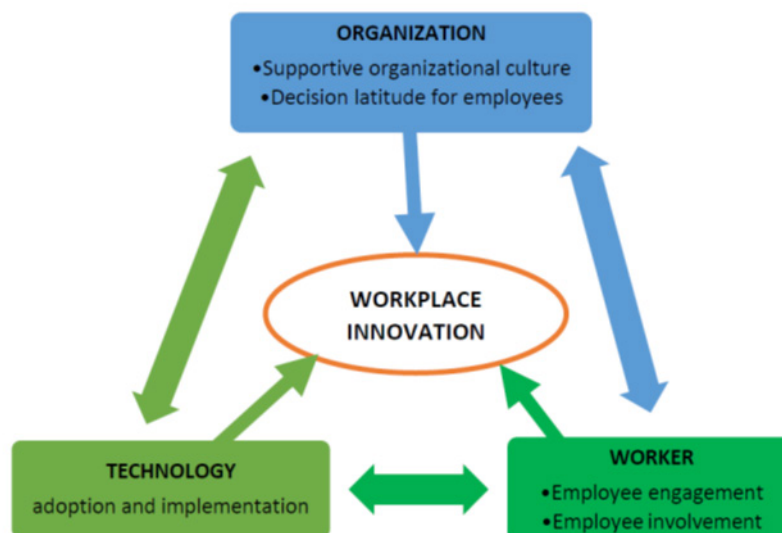 ORGANIZATION
•Supportive organizational culture
•Decision latitude for employees
WORKPLACE
INNOVATION
TECHNOLOGY
adoption and implementation
WORKER
•Employee engagement
•Employee involvement